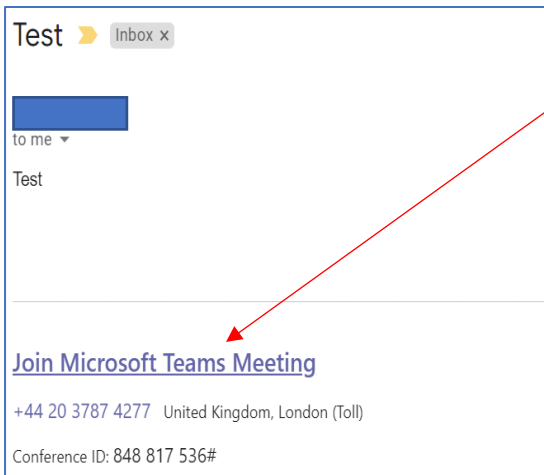 Test Inbox x
to me
Test
Join Microsoft Teams Meeting
+44 20 3787 4277 United Kingdom, London (Toll)
Conference ID: 848 817 536#